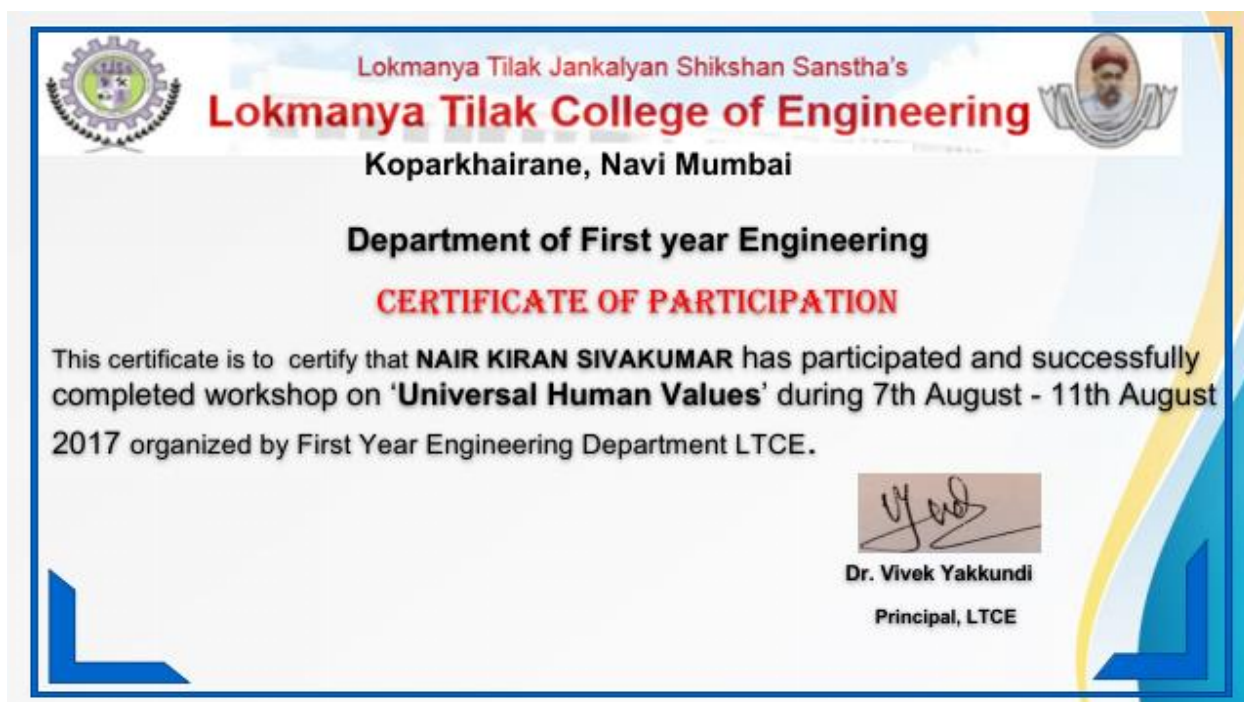 Lokmanya Tilak Jankalyan Shikshan Sanstha's
Lokmanya Tilak College of Engineering
Koparkhairane, Navi Mumbai
Department of First year Engineering
CERTIFICATE OF PARTICIPATION
This certificate is to certify that NAIR KIRAN SIVAKUMAR has participated and successfully
completed workshop on ‘Universal Human Values’ during 7th August - 11th August
2017 organized by First Year Engineering Department LTCE.
Dr. Vivek Yakkundi
Principal, LTCE